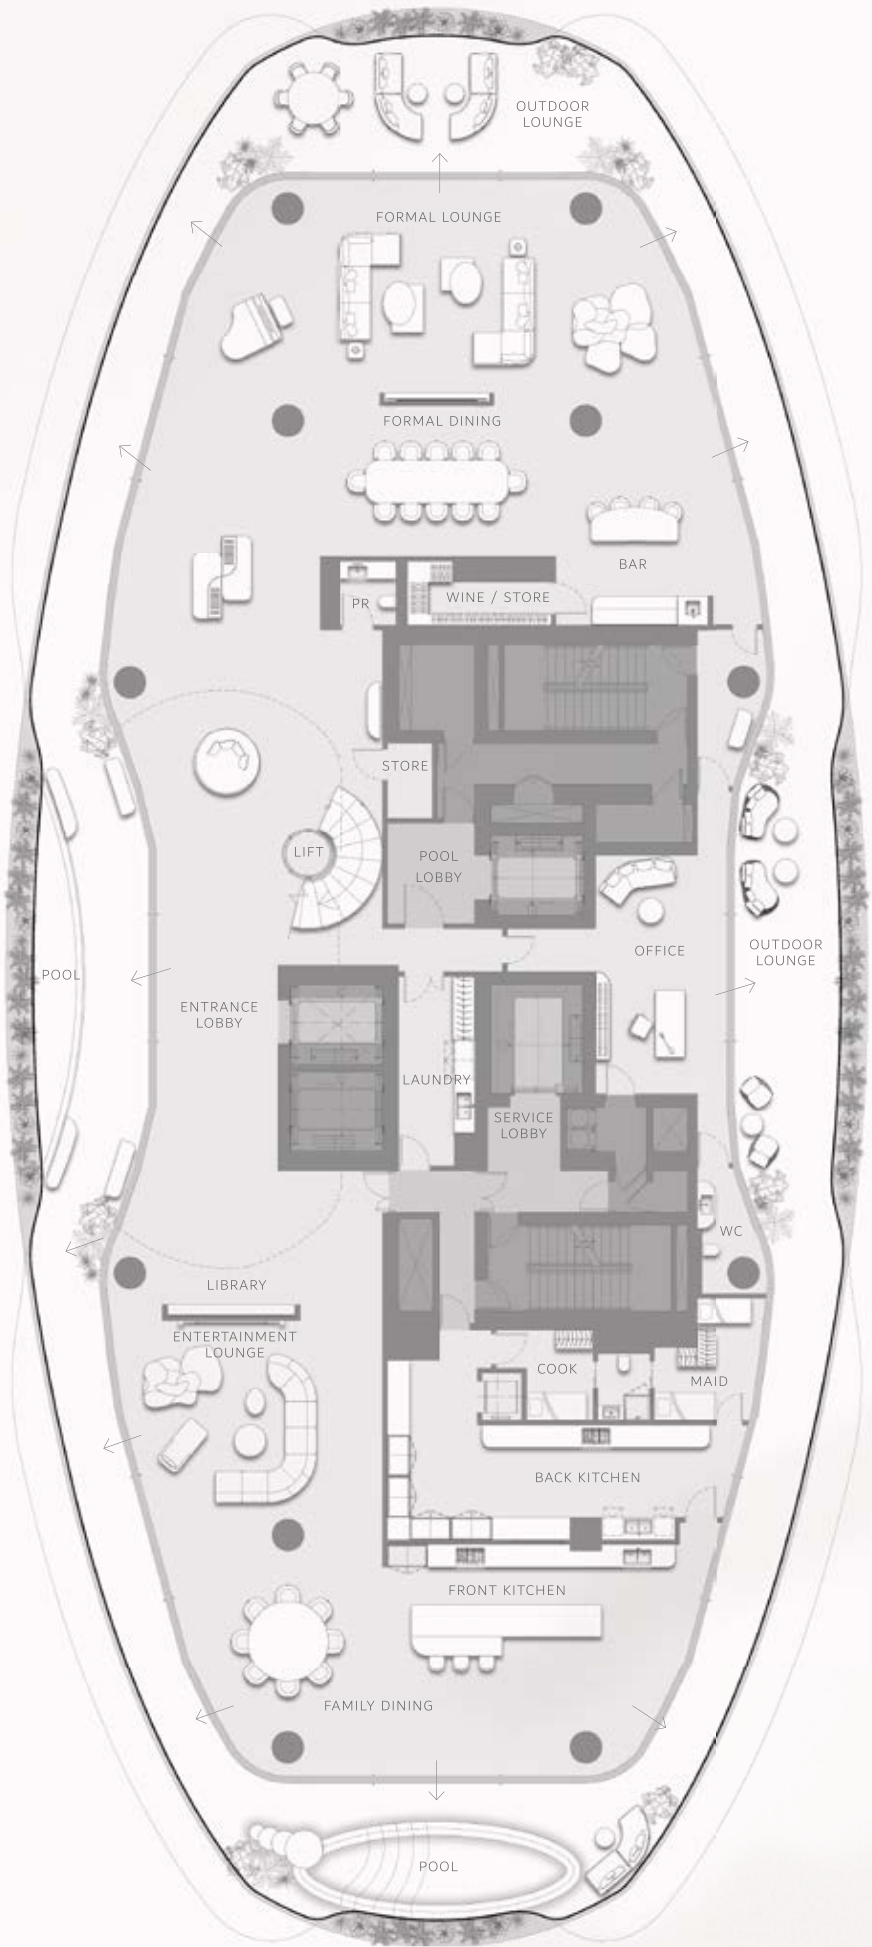 OUTDOOR
LOUNGE
FORMAL LOUNGE
FORMAL DINING
BAR
WINE / STORE
PR
STORE
LIFT
POOL
LOBBY
OFFICE
OUTDOOR
LOUNGE
POOL
ENTRANCE
LOBBY
LAUNDRY
SERVICE
LOBBY
WC
LIBRARY
ENTERTAINMENT
LOUNGE
COOK
MAID
BACK KITCHEN
FRONT KITCHEN
FAMILY DINING
POOL